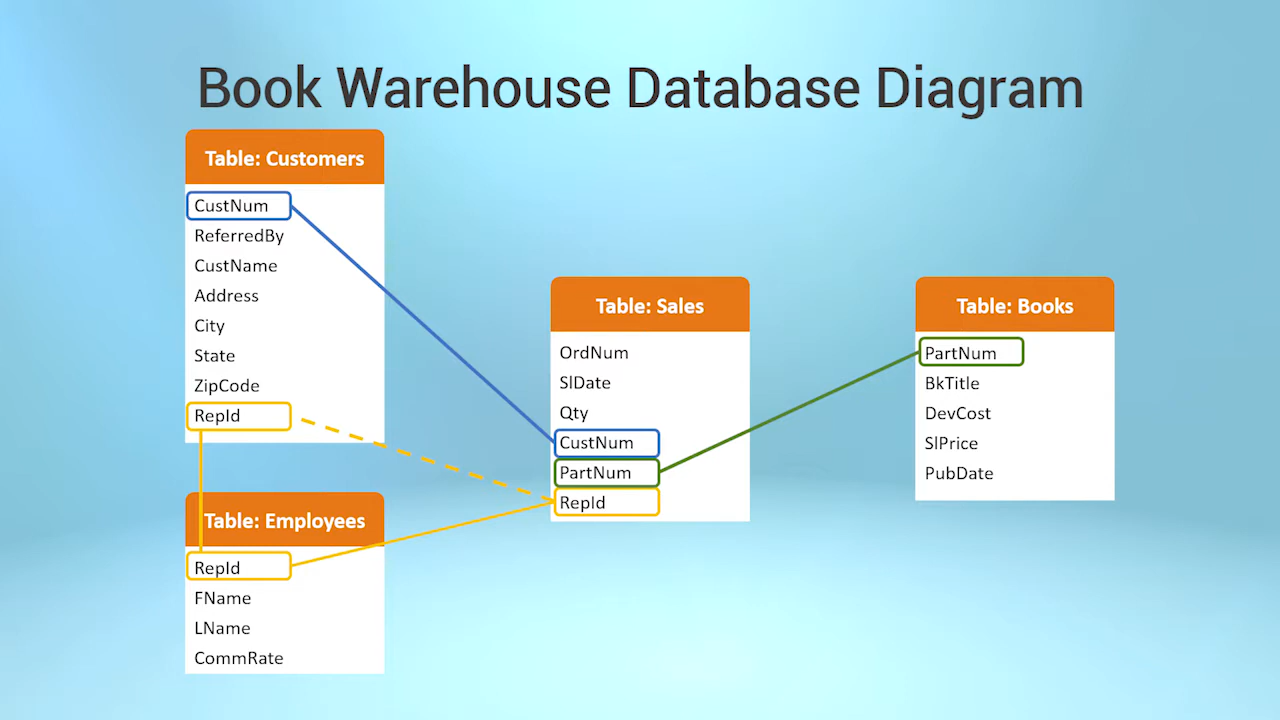 Book Warehouse Database Diagram
Table: Customers
CustNum
ReferredBy
CustName
Address
City
State
ZipCode
RepId
Table: Employees
RepId
FName
LName
CommRate
Table: Sales
OrdNum
SlDate
Qty
CustNum
PartNum
RepId
Table: Books
PartNum
BkTitle
DevCost
SlPrice
PubDate